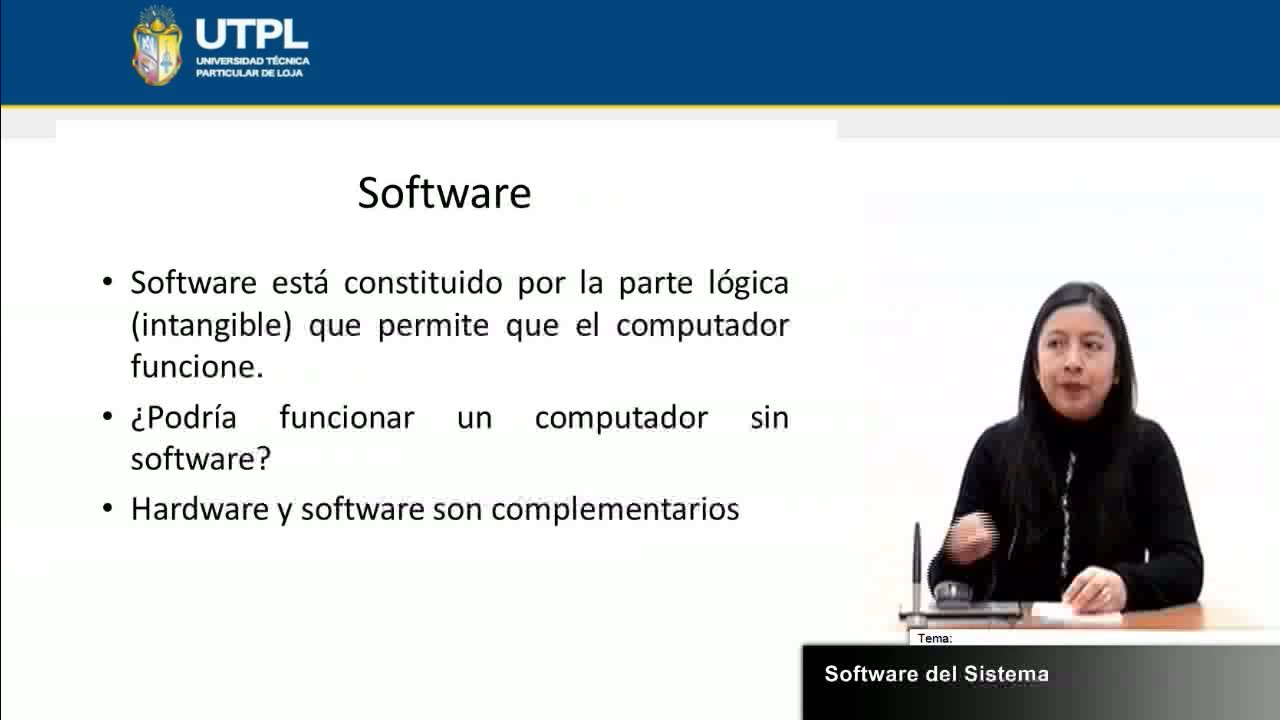 UTPL
UNIVERSIDAD TÉCNICA
PARTICULAR DE LOJA
Software
• Software está constituido por la parte lógica
(intangible) que permite que el computador
funcione.
• ¿Podría funcionar un computador sin
software?
• Hardware y software son complementarios
Tema:
Software del Sistema